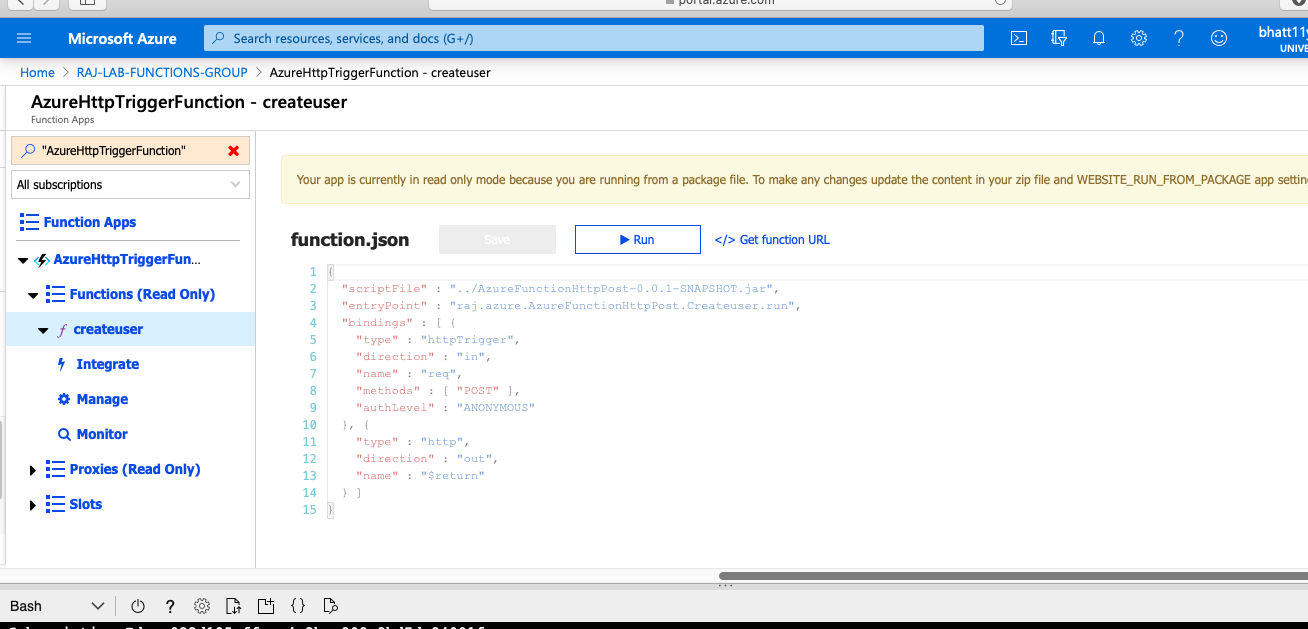 portal.azure.com
Microsoft Azure
Search resources, services, and docs (G+/)
bhatt11y
UNIVE
Home > RAJ-LAB-FUNCTIONS-GROUP > AzureHttpTriggerFunction - createuser
AzureHttpTriggerFunction - createuser
Function Apps
"AzureHttpTriggerFunction"
All subscriptions
Function Apps
AzureHttpTriggerFun...
Functions (Read Only)
createuser
Integrate
Manage
Monitor
Proxies (Read Only)
Slots
Your app is currently in read only mode because you are running from a package file. To make any changes update the content in your zip file and WEBSITE_RUN_FROM_PACKAGE app settin
function.json
Save
Run
</> Get function URL
1 {
2 "scriptFile" : "../AzureFunctionHttpPost-0.0.1-SNAPSHOT.jar",
3 "entryPoint" : "raj.azure.AzureFunctionHttpPost.Createuser.run",
4 "bindings" : [ {
5 "type" : "httpTrigger",
6 "direction" : "in",
7 "name" : "req",
8 "methods" : [ "POST" ],
9 "authLevel" : "ANONYMOUS"
10 }, {
11 "type" : "http",
12 "direction" : "out",
13 "name" : "$return"
14 } ]
15 }
Bash